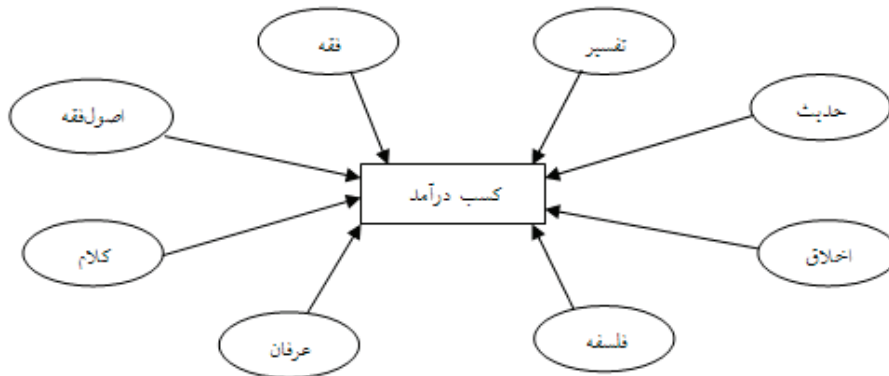 تفسیر
فقه
حدیث
اصول‌فقه
کسب درآمد
اخلاق
کلام
فلسفه
عرفان